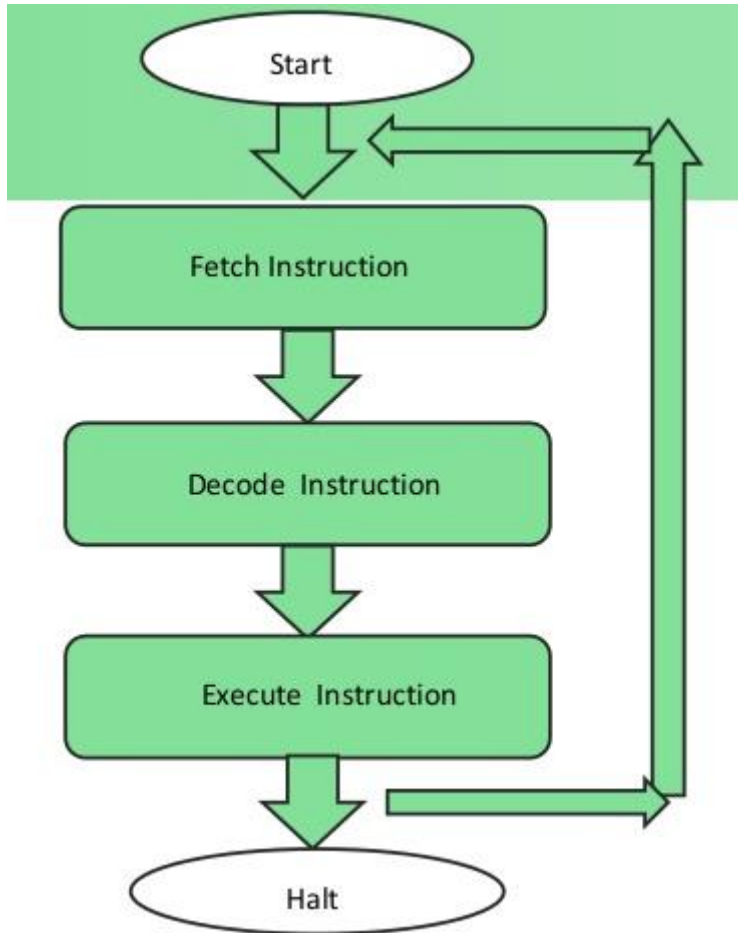 Start
Fetch Instruction
Decode Instruction
Execute Instruction
Halt